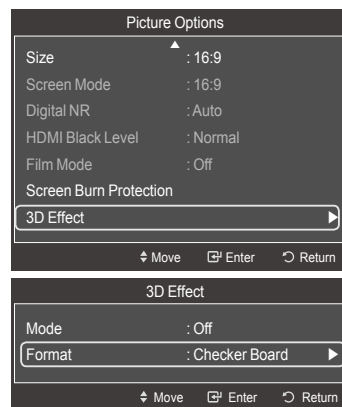 Picture Options
Size : 16:9
Screen Mode : 16:9
Digital NR : Auto
HDMI Black Level : Normal
Film Mode : Off
Screen Burn Protection
3D Effect
Move Enter Return
3D Effect
Mode : Off
Format : Checker Board
Move Enter Return